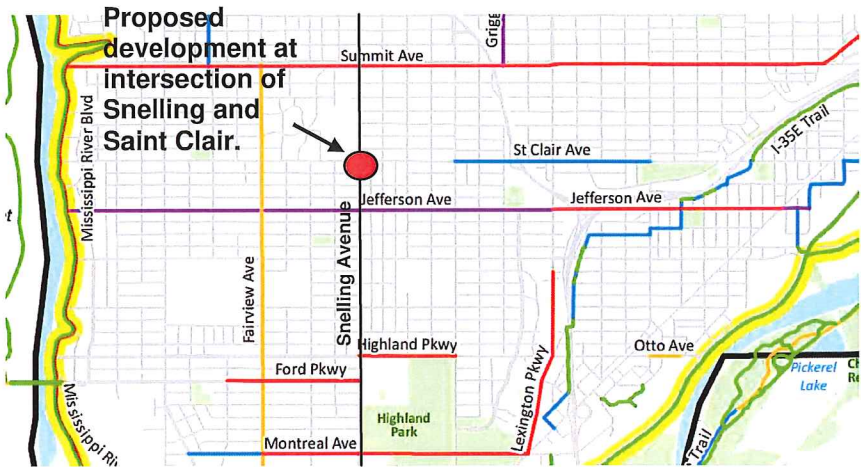 Proposed
development at
intersection of
Snelling and
Saint Clair.
Grigg
Summit Ave
Mississippi River Blvd
St Clair Ave
I-35E Trail
Jefferson Ave
Jefferson Ave
Snelling Avenue
Fairview Ave
Highland Pkwy
Otto Ave
Ford Pkwy
Lexington Pkwy
Pickerel
Lake
Ch
Re
Mississippi Riv
Highland
Park
Montreal Ave
Trail